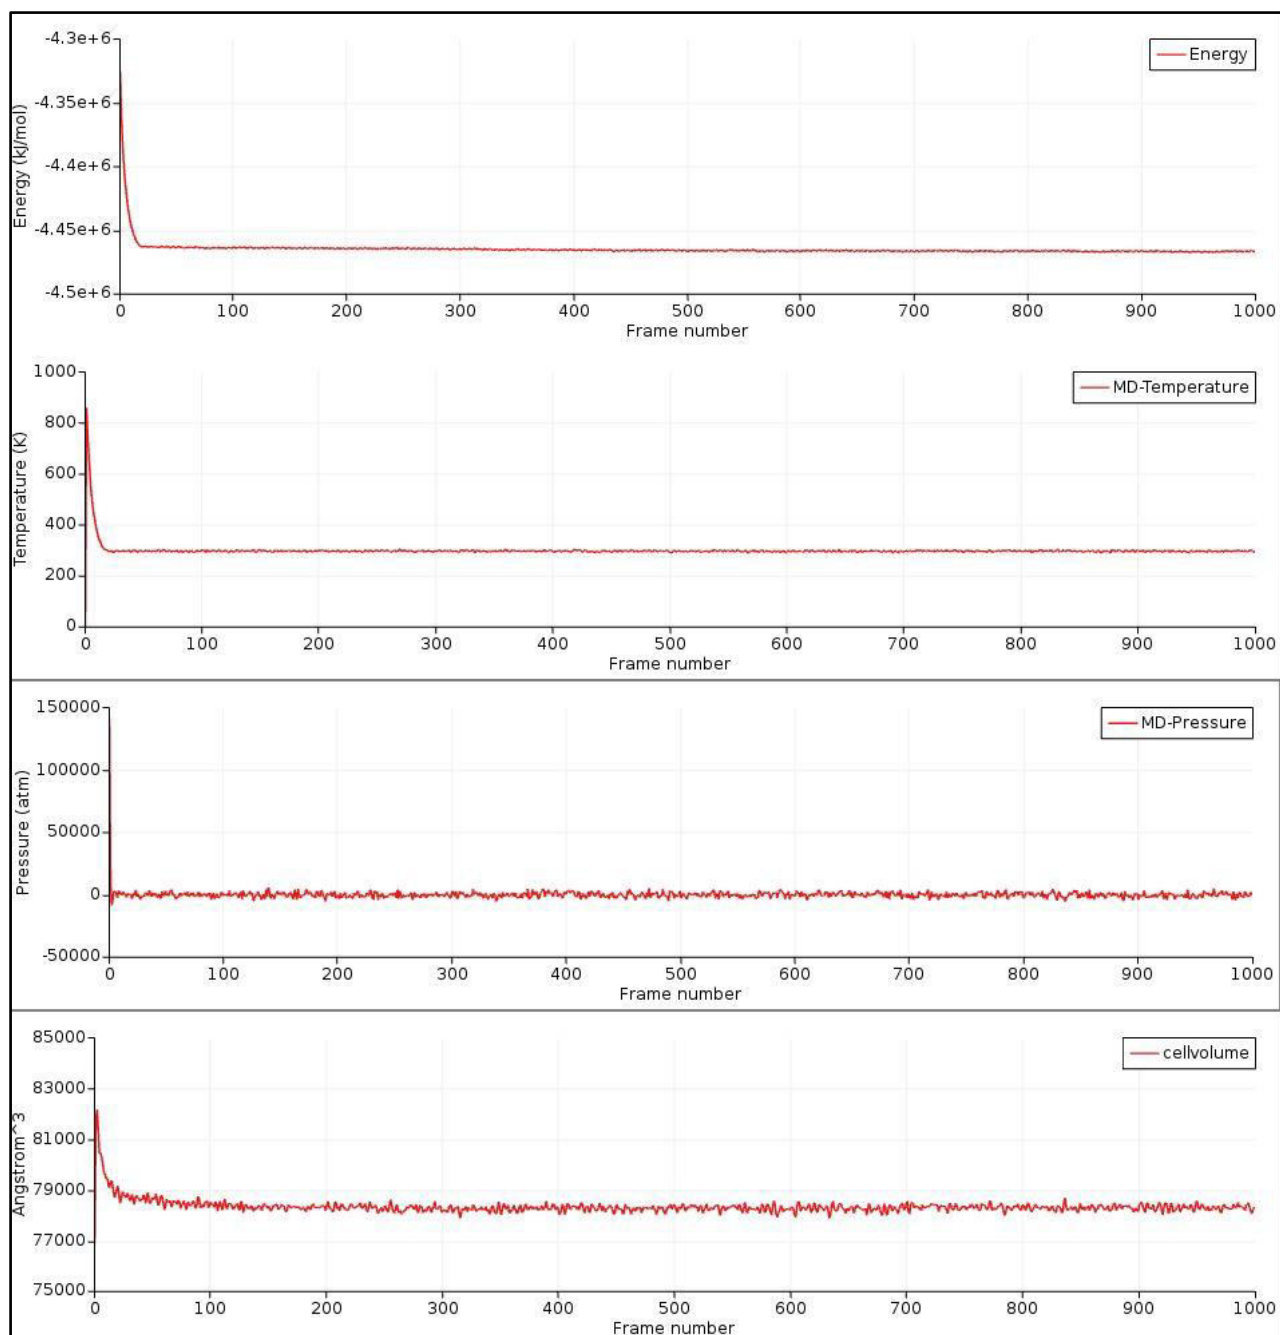 -4.3e+6
Energy
-4.35e+6
Energy (kJ/mol)
-4.4e+6
-4.45e+6
-4.5e+6
0 100 200 300 400 500 600 700 800 900 1000
Frame number
1000
MD-Temperature
800
Temperature (K)
600
400
200
0
0 100 200 300 400 500 600 700 800 900 1000
Frame number
150000
MD-Pressure
100000
Pressure (atm)
50000
0
-50000
0 100 200 300 400 500 600 700 800 900 1000
Frame number
85000
cellvolume
83000
Angstrom^3
81000
79000
77000
75000
0 100 200 300 400 500 600 700 800 900 1000
Frame number